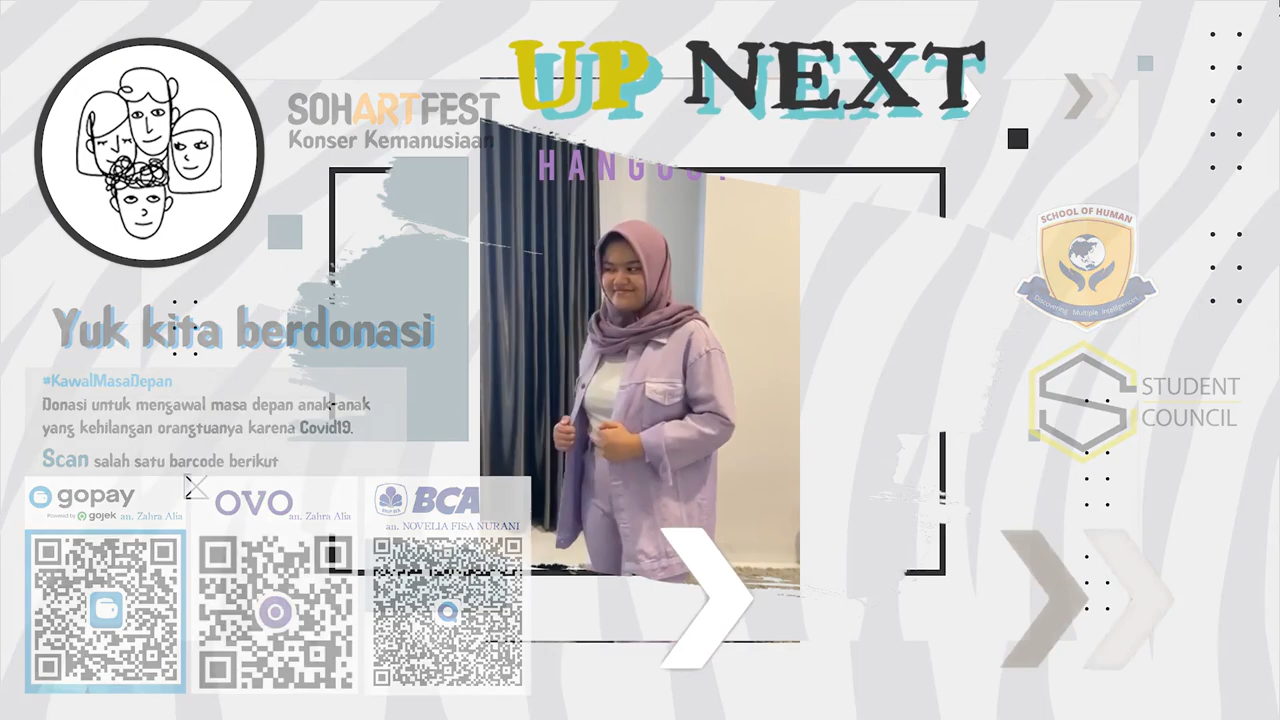 UP NEXT
SOHARTFEST
Konser Kemanusiaan
SCHOOL OF HUMAN
Discovering Multiple Intelligences
Yuk kita berdonasi
#KawalMasaDepan
Donasi untuk mengawal masa depan anak-anak
yang kehilangan orangtuanya karena Covid19.
Scan salah satu barcode berikut
STUDENT
COUNCIL
gopay
Powered by gojek an. Zahra Alia
OVO
an. Zahra Alia
BCA
an. NOVELIA FISA NURANI